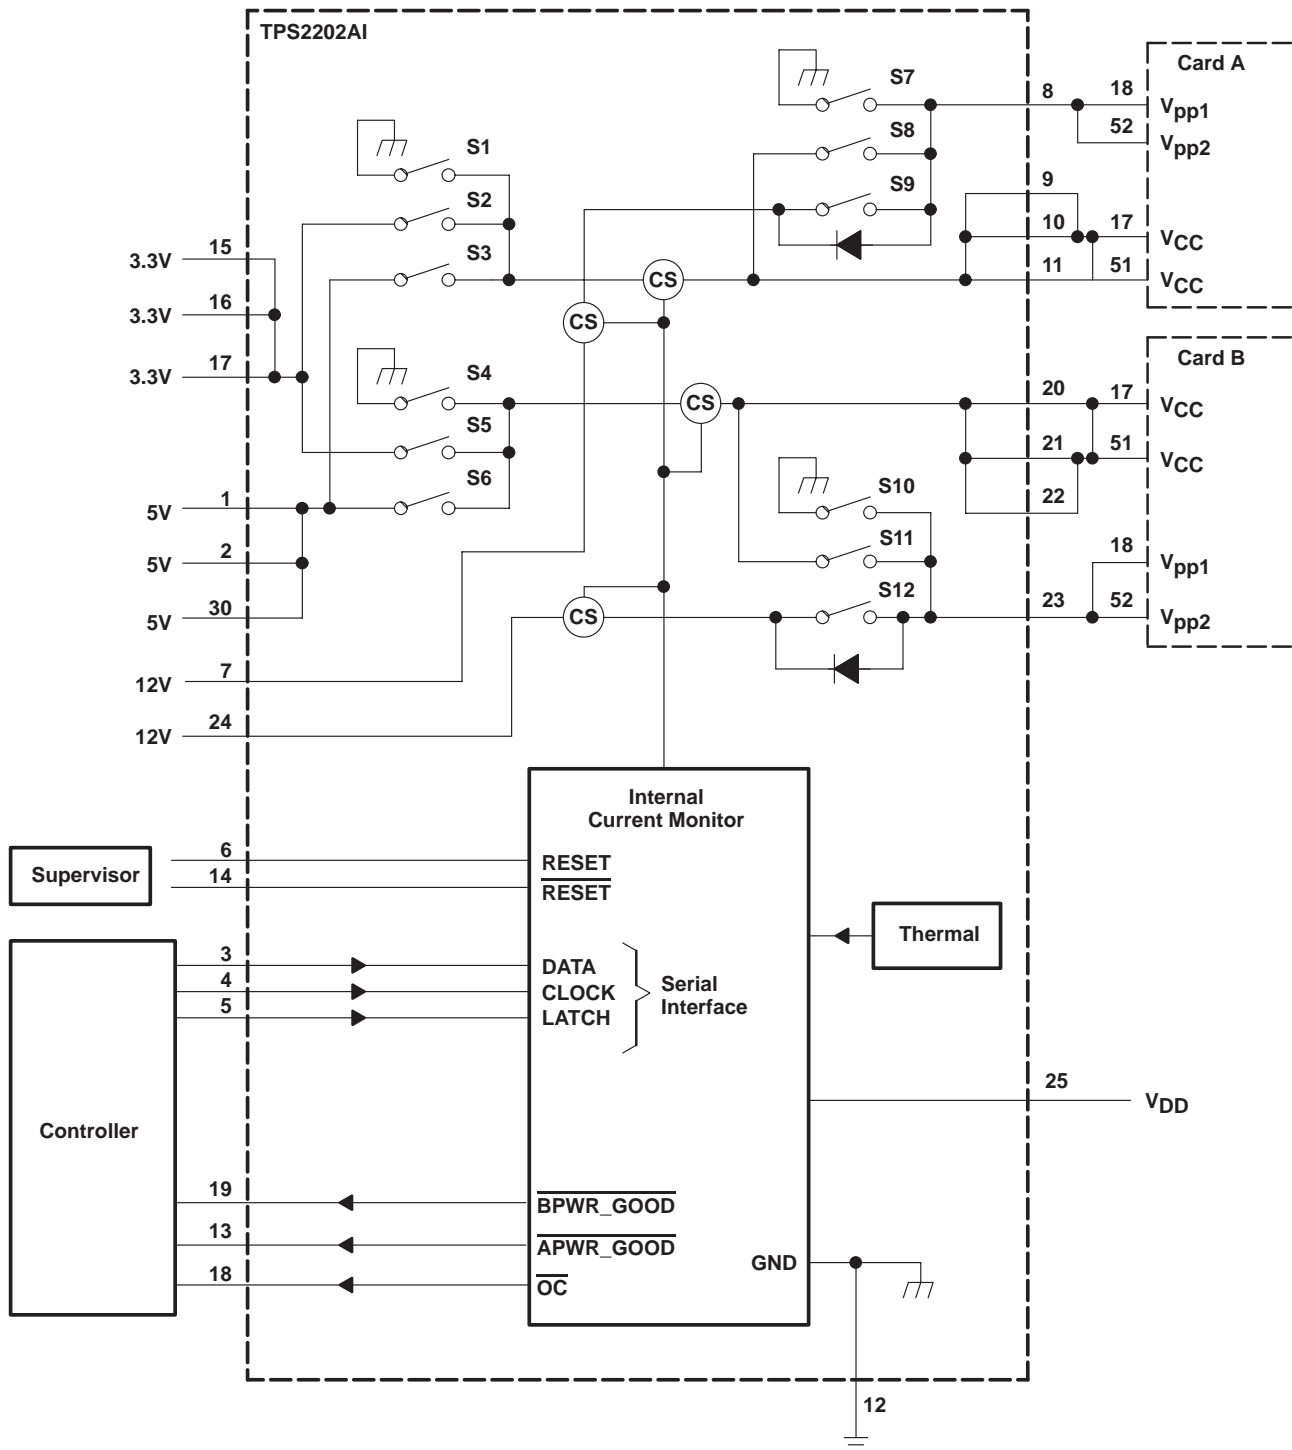 TPS2202AI
Card A
S7
8
18
Vpp1
S8
52
Vpp2
S1
S9
9
S2
10
17
VCC
15
3.3V
S3
CS
11
51
VCC
16
3.3V
CS
17
3.3V
Card B
S4
CS
20
17
VCC
S5
21
51
VCC
S6
1
5V
S10
22
2
5V
S11
18
Vpp1
30
5V
CS
S12
23
52
Vpp2
7
12V
24
12V
Internal
Current Monitor
Supervisor
6
RESET
14
RESET
Thermal
3
DATA
4
CLOCK
5
LATCH
Serial
Interface
25
VDD
Controller
19
BPWR_GOOD
13
APWR_GOOD
18
OC
GND
12